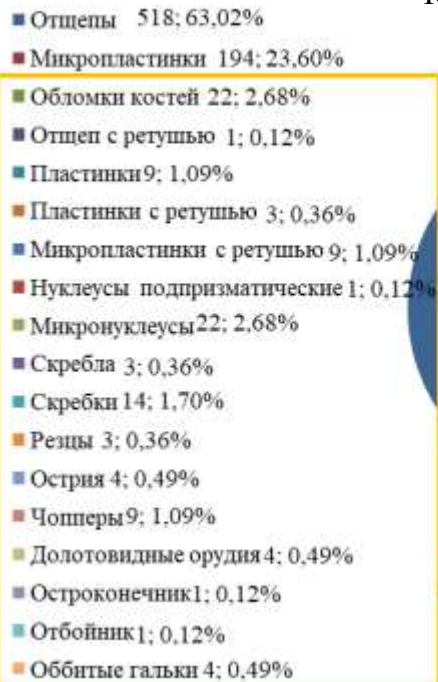 Отщепы 518; 63,02%
Микропластинки 194; 23,60%
Обломки костей 22; 2,68%
Отщеп с ретушью 1; 0,12%
Пластинки 9; 1,09%
Пластинки с ретушью 3; 0,36%
Микропластинки с ретушью 9; 1,09%
Нуклеусы подпризматические 1; 0,12%
Микронуклеусы 22; 2,68%
Скребла 3; 0,36%
Скребки 14; 1,70%
Резцы 3; 0,36%
Острия 4; 0,49%
Чопперы 9; 1,09%
Долотовидные орудия 4; 0,49%
Остроконечник 1; 0,12%
Отбойник 1; 0,12%
Оббитые гальки 4; 0,49%